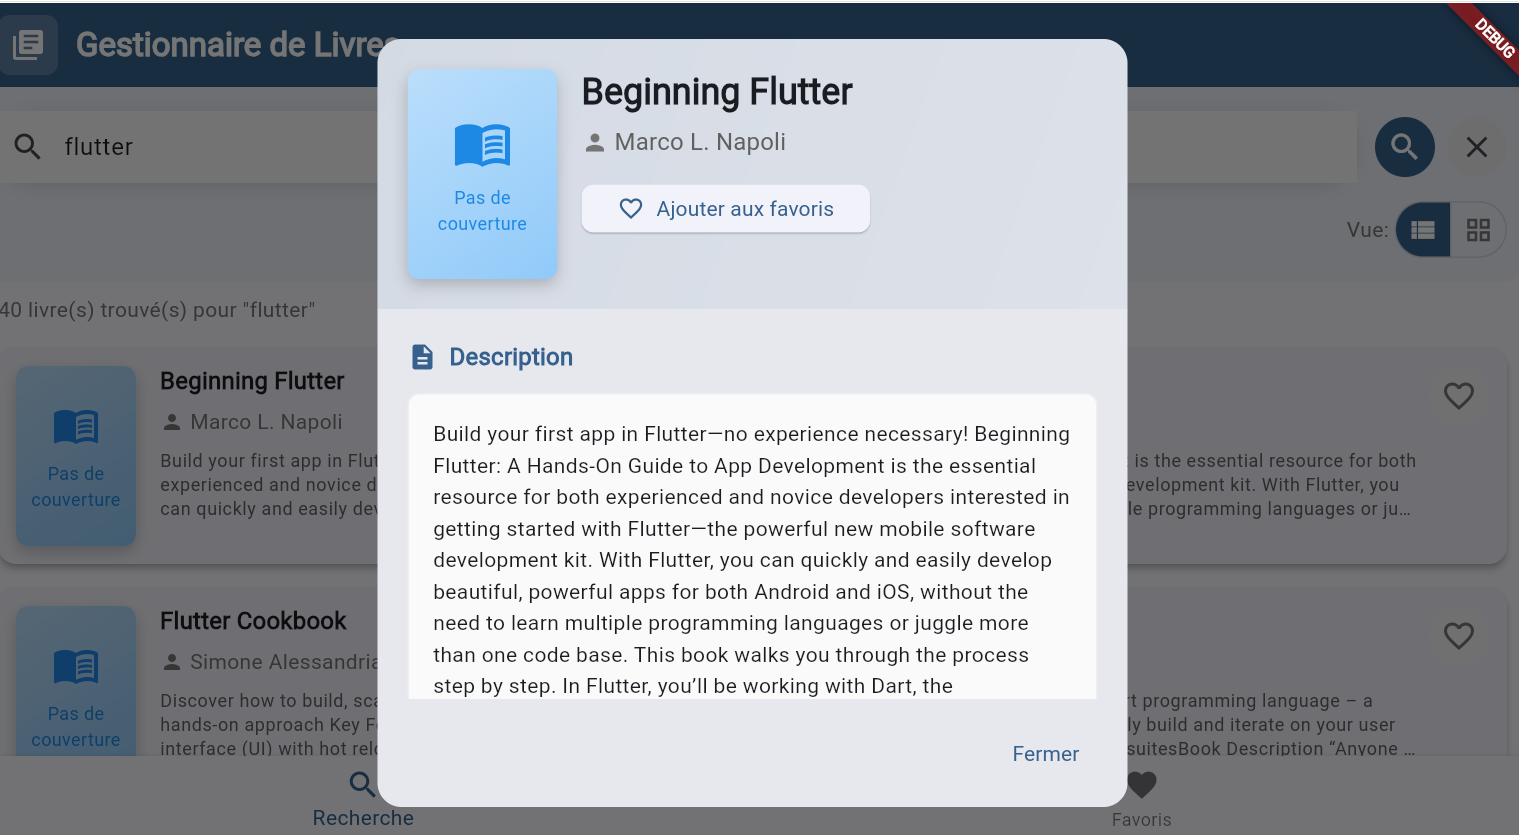 Gestionnaire de Livres
DEBUG
flutter
Vue:
40 livre(s) trouvé(s) pour "flutter"
Beginning Flutter
Marco L. Napoli
Pas de
couverture
Ajouter aux favoris
Description
Build your first app in Flutter—no experience necessary! Beginning
Flutter: A Hands-On Guide to App Development is the essential
resource for both experienced and novice developers interested in
getting started with Flutter—the powerful new mobile software
development kit. With Flutter, you can quickly and easily develop
beautiful, powerful apps for both Android and iOS, without the
need to learn multiple programming languages or juggle more
than one code base. This book walks you through the process
step by step. In Flutter, you’ll be working with Dart, the
Fermer
Beginning Flutter
Marco L. Napoli
Pas de
couverture
Build your first app in Flut
is the essential resource for both
experienced and novice d
evelopment kit. With Flutter, you
can quickly and easily dev
le programming languages or ju…
Flutter Cookbook
Simone Alessandria
Pas de
couverture
Discover how to build, sca
rt programming language – a
hands-on approach Key F
ly build and iterate on your user
interface (UI) with hot relo
suitesBook Description “Anyone …
Recherche
Favoris